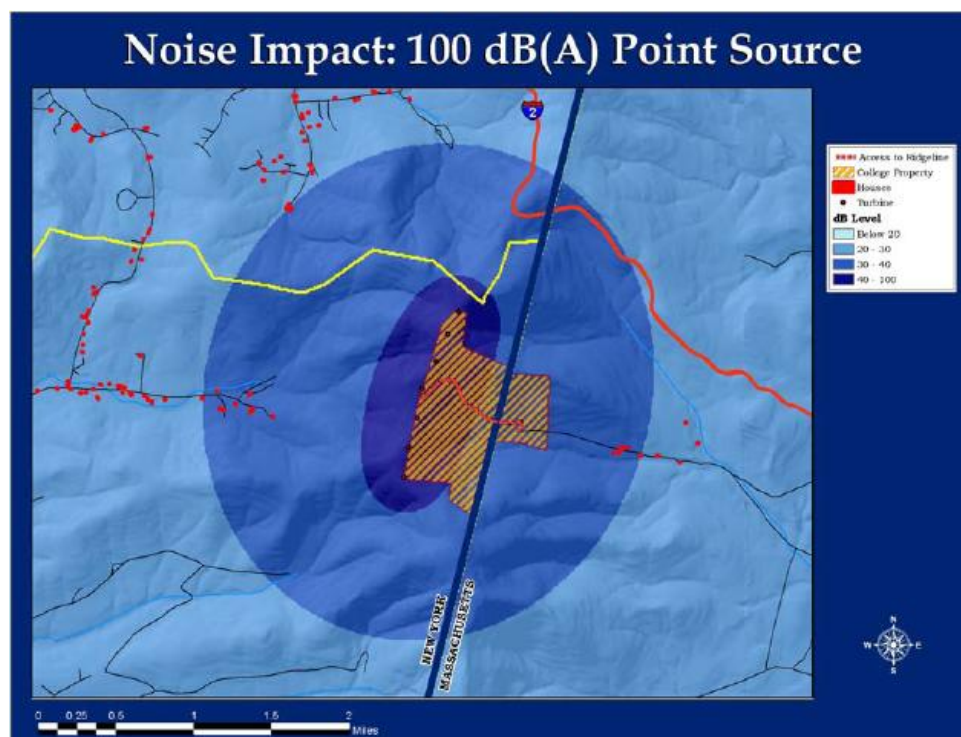 Noise Impact: 100 dB(A) Point Source
2
Access to Ridgeline
College Property
Houses
Turbine
dB Level
Below 20
20 - 30
30 - 40
40 - 100
NEW YORK
MASSACHUSETTS
N
W E
S
0 0.25 0.5 1 1.5 2
Miles